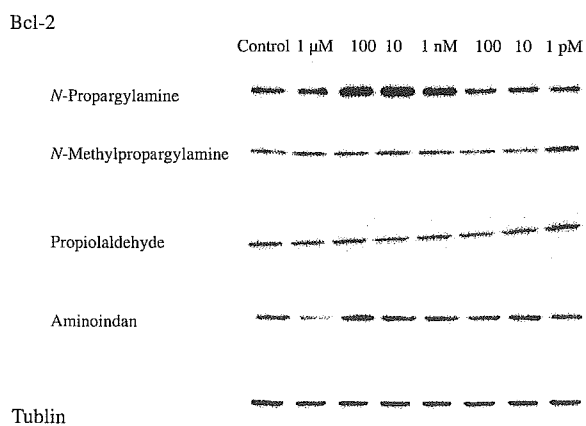 Bcl-2
Control 1 μM 100 10 1 nM 100 10 1 pM
N-Propargylamine
N-Methylpropargylamine
Propiolaldehyde
Aminoindan
Tublin